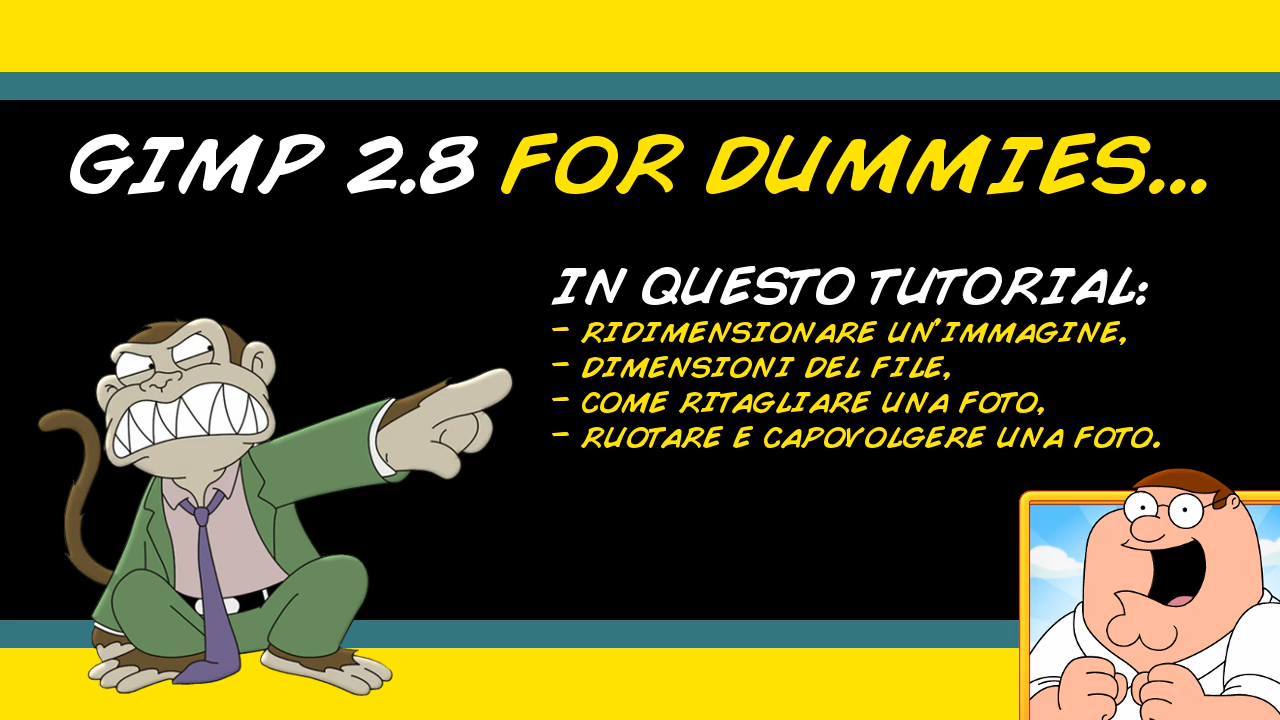 GIMP 2.8 FOR DUMMIES...
IN QUESTO TUTORIAL:
- RIDIMENSIONARE UN'IMMAGINE,
- DIMENSIONI DEL FILE,
- COME RITAGLIARE UNA FOTO,
- RUOTARE E CAPOVOLGERE UNA FOTO.